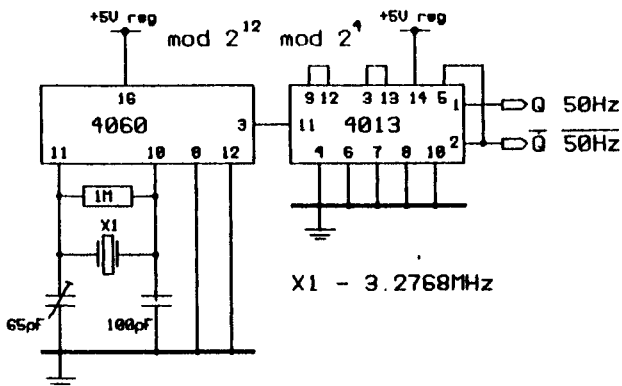 +5V reg
+5V reg
mod 2¹² mod 2⁴
16
9 12 3 13 14 5
1
Q 50Hz
4060
3
11
4013
2
Q̅ 5̅0̅H̅z̅
11 10 8 12
4 6 7 8 10
1M
X1
X1 - 3.2768MHz
65pF
100pF